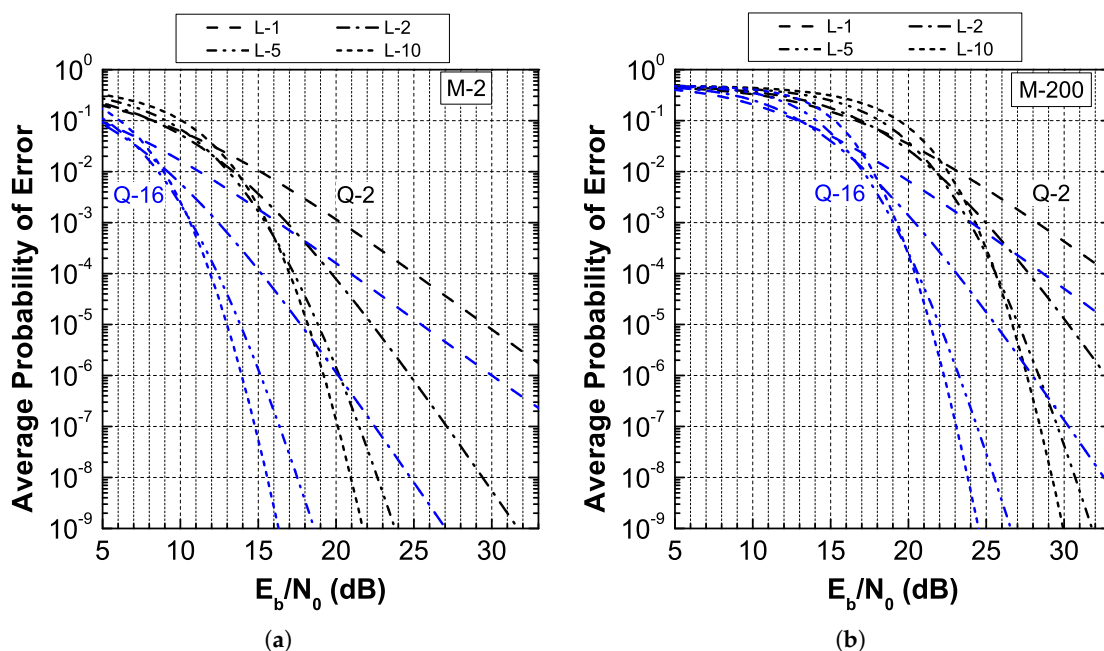 L-1 L-2
L-5 L-10
M-2
Q-16
Q-2
Average Probability of Error
10⁰
10⁻¹
10⁻²
10⁻³
10⁻⁴
10⁻⁵
10⁻⁶
10⁻⁷
10⁻⁸
10⁻⁹
5 10 15 20 25 30
E_b/N_0 (dB)
(a)
L-1 L-2
L-5 L-10
M-200
Q-16
Q-2
Average Probability of Error
10⁰
10⁻¹
10⁻²
10⁻³
10⁻⁴
10⁻⁵
10⁻⁶
10⁻⁷
10⁻⁸
10⁻⁹
5 10 15 20 25 30
E_b/N_0 (dB)
(b)